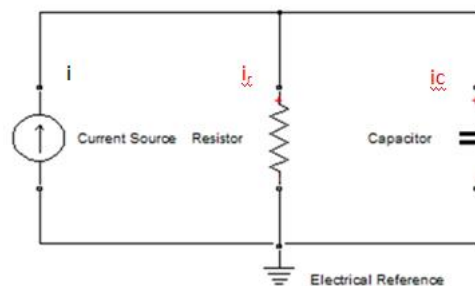 i
ir
ic
Current Source
Resistor
Capacitor
Electrical Reference